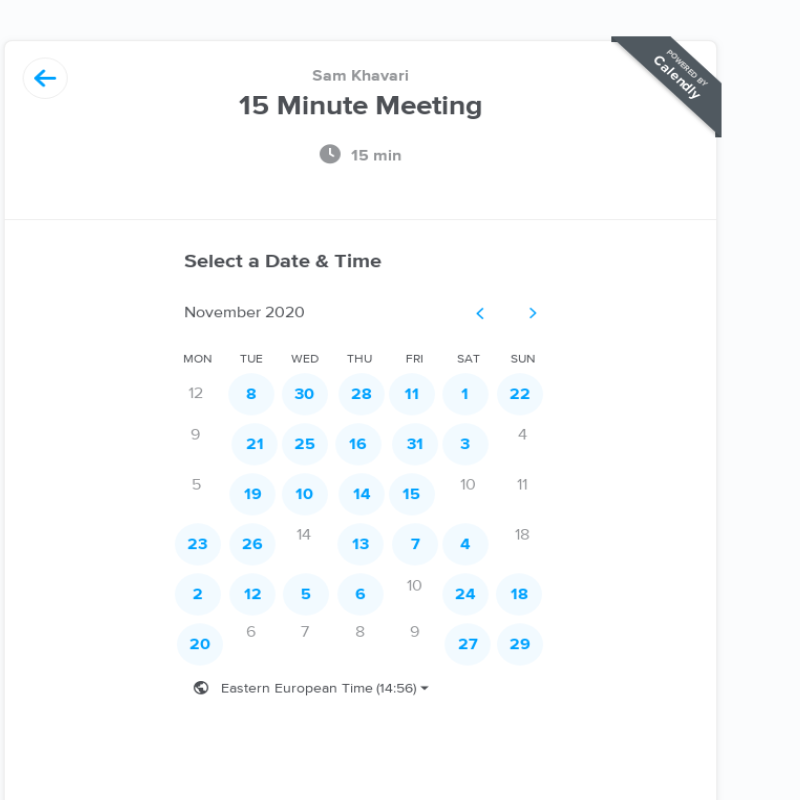 POWERED BY
Calendly
Sam Khavari
15 Minute Meeting
15 min
Select a Date & Time
November 2020
MON TUE WED THU FRI SAT SUN
12 8 30 28 11 1 22
9 21 25 16 31 3 4
5 19 10 14 15 10 11
23 26 14 13 7 4 18
2 12 5 6 10 24 18
20 6 7 8 9 27 29
Eastern European Time (14:56)